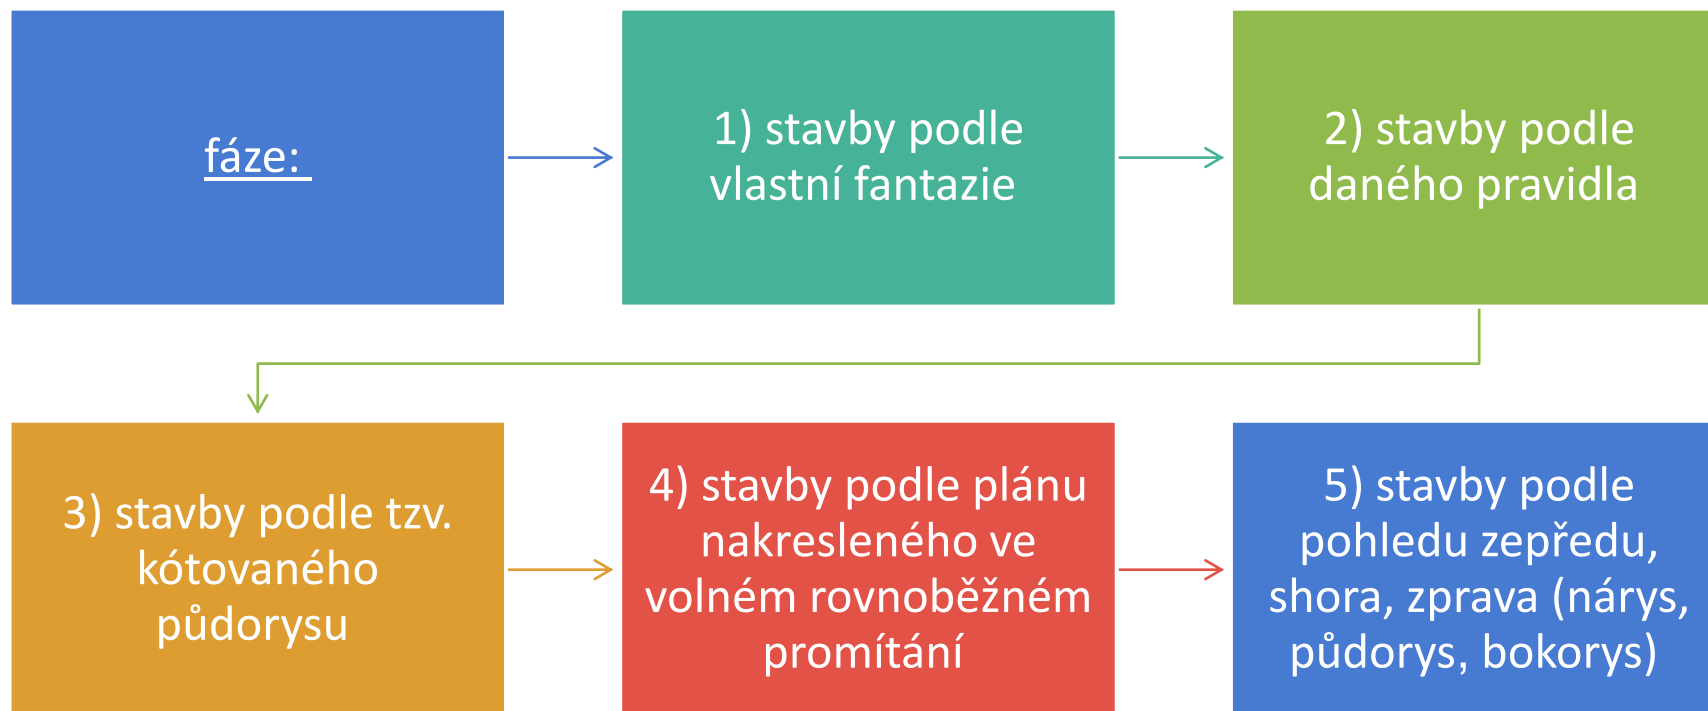 fáze:
1) stavby podle
vlastní fantazie
2) stavby podle
daného pravidla
3) stavby podle tzv.
kótovaného
půdorysu
4) stavby podle plánu
nakresleného ve
volném rovnoběžném
promítání
5) stavby podle
pohledu zepředu,
shora, zprava (nárys,
půdorys, bokorys)